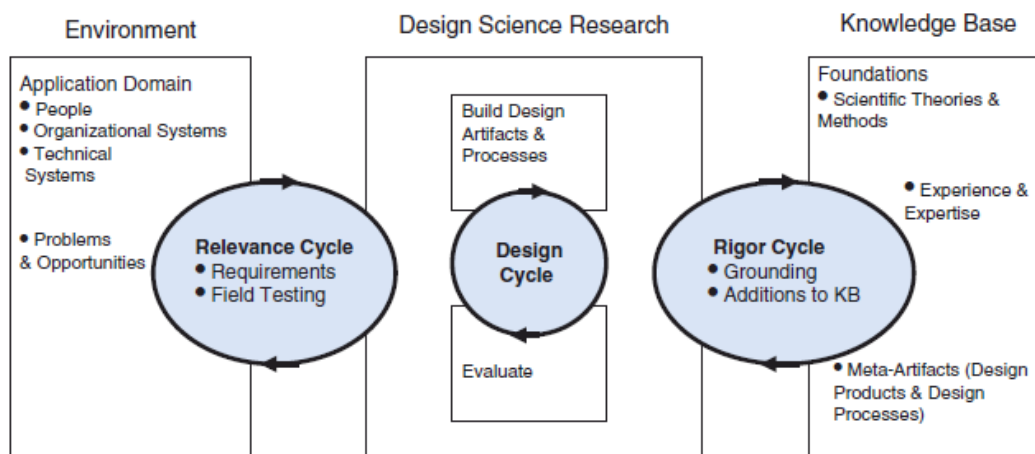 Environment
Design Science Research
Knowledge Base
Application Domain
● People
● Organizational Systems
● Technical
Systems
● Problems
& Opportunities
Relevance Cycle
● Requirements
● Field Testing
Build Design
Artifacts &
Processes
Design
Cycle
Evaluate
Rigor Cycle
● Grounding
● Additions to KB
Foundations
● Scientific Theories &
Methods
● Experience &
Expertise
● Meta-Artifacts (Design
Products & Design
Processes)